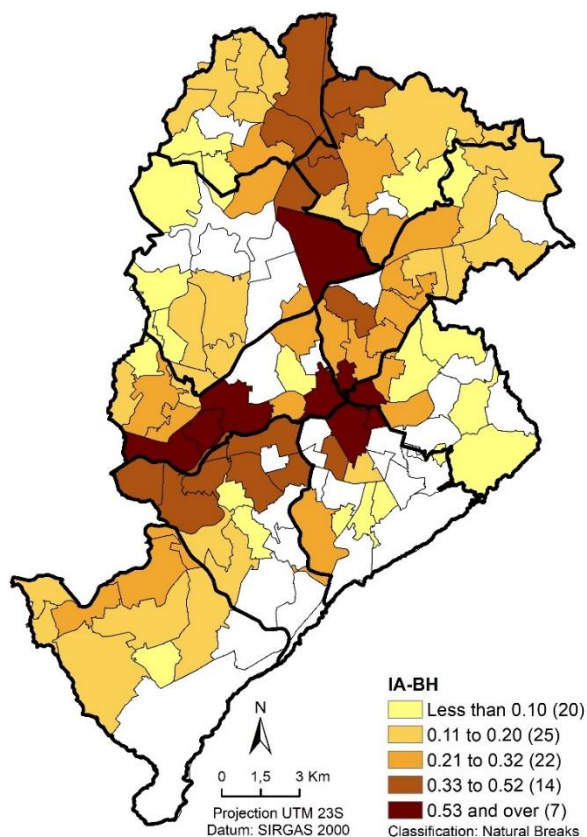 IA-BH
Less than 0.10 (20)
0.11 to 0.20 (25)
0.21 to 0.32 (22)
0.33 to 0.52 (14)
0.53 and over (7)
Classification: Natural Breaks
N
0 1,5 3 Km
Projection UTM 23S
Datum: SIRGAS 2000